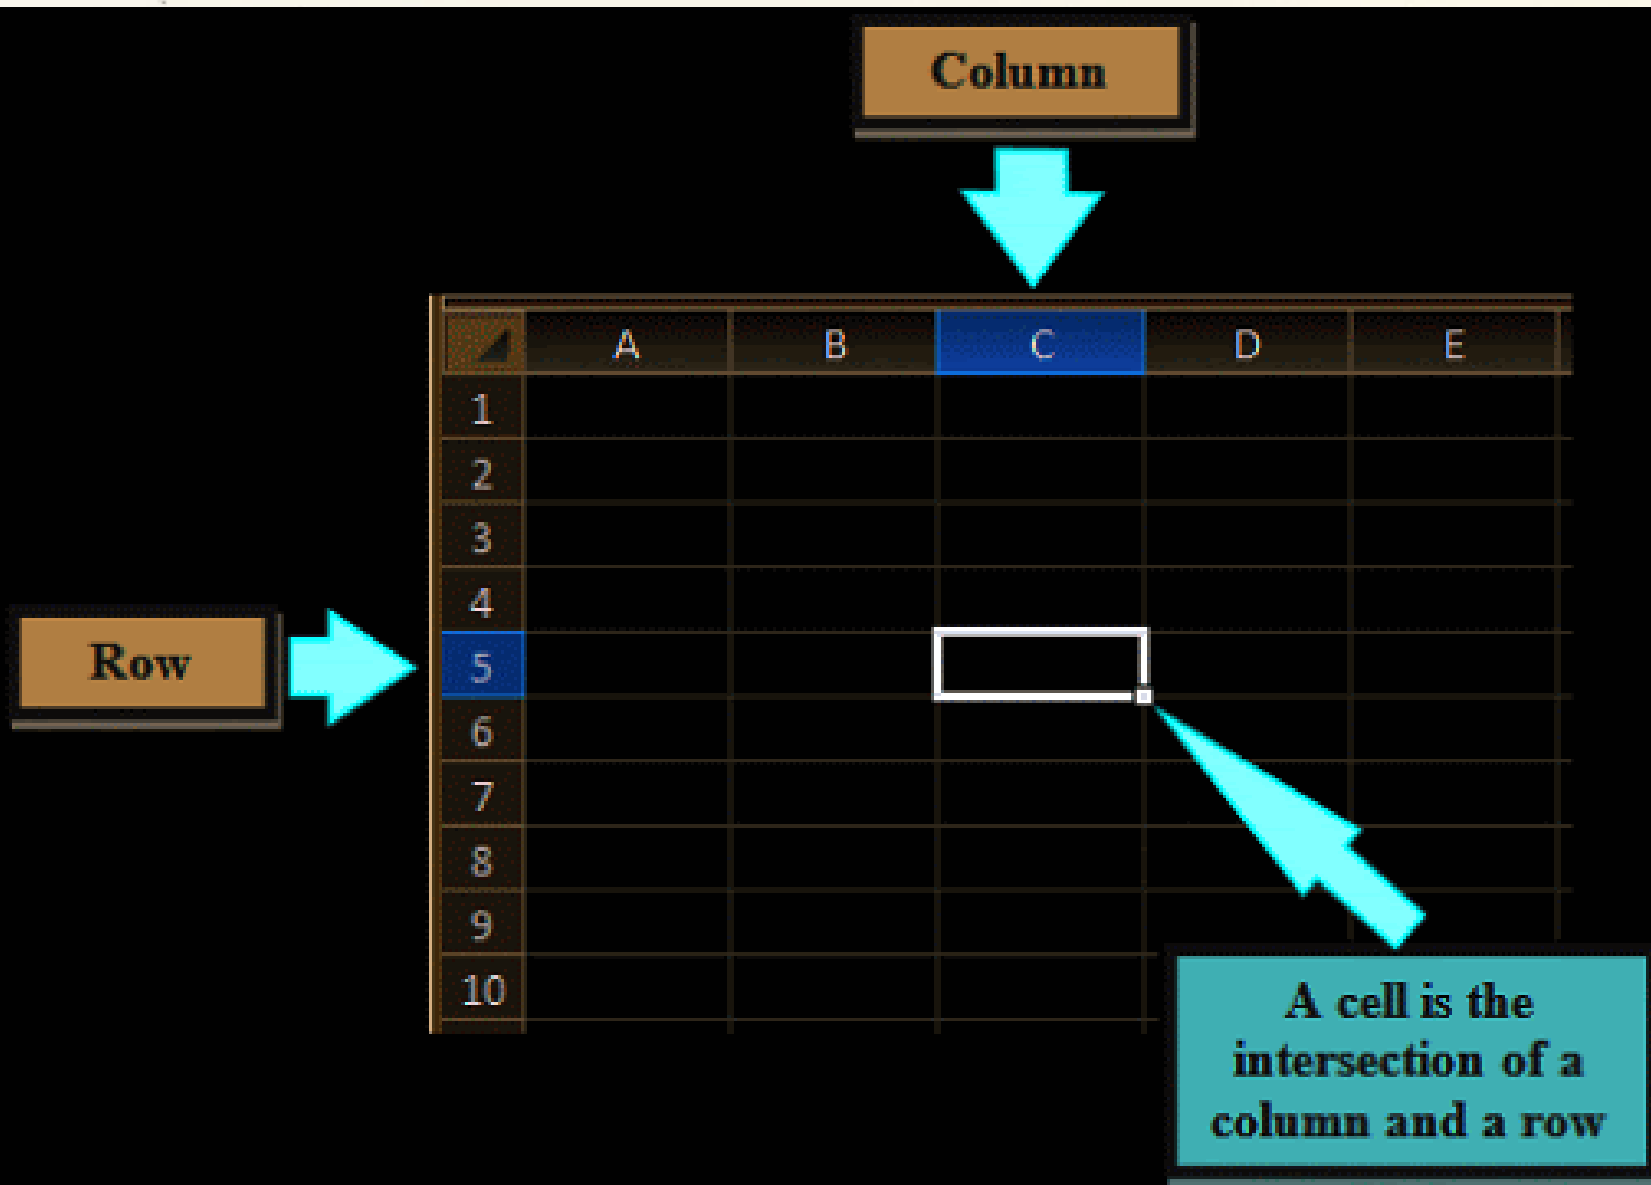 Column
A B C D E
1
2
3
4
Row
5
6
7
8
9
10
A cell is the
intersection of a
column and a row